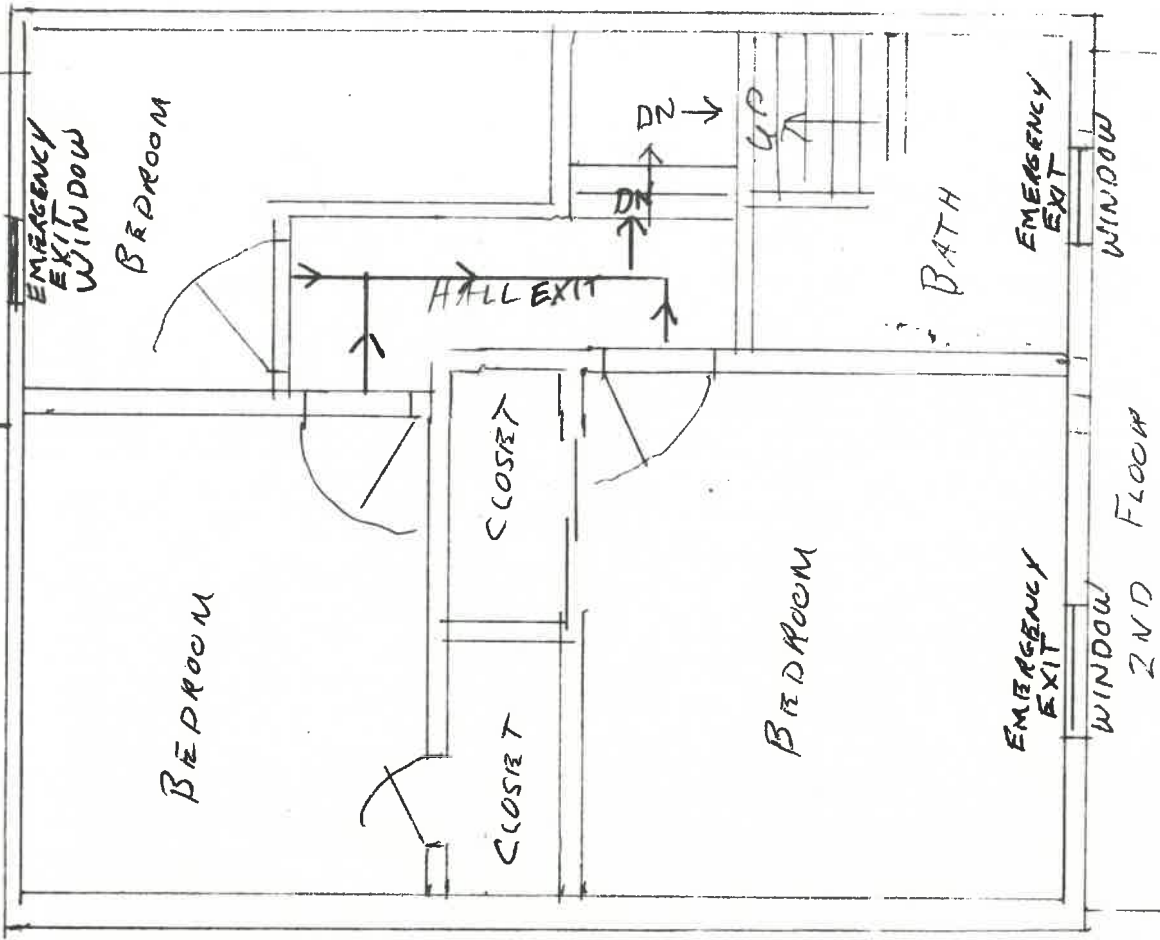 EMERGENCY
EXIT
WINDOW
BEDROOM
DN
DN
UP
HALL EXIT
BATH
EMERGENCY
EXIT
WINDOW
CLOSET
BEDROOM
CLOSET
BEDROOM
EMERGENCY
EXIT
WINDOW
2ND FLOOR